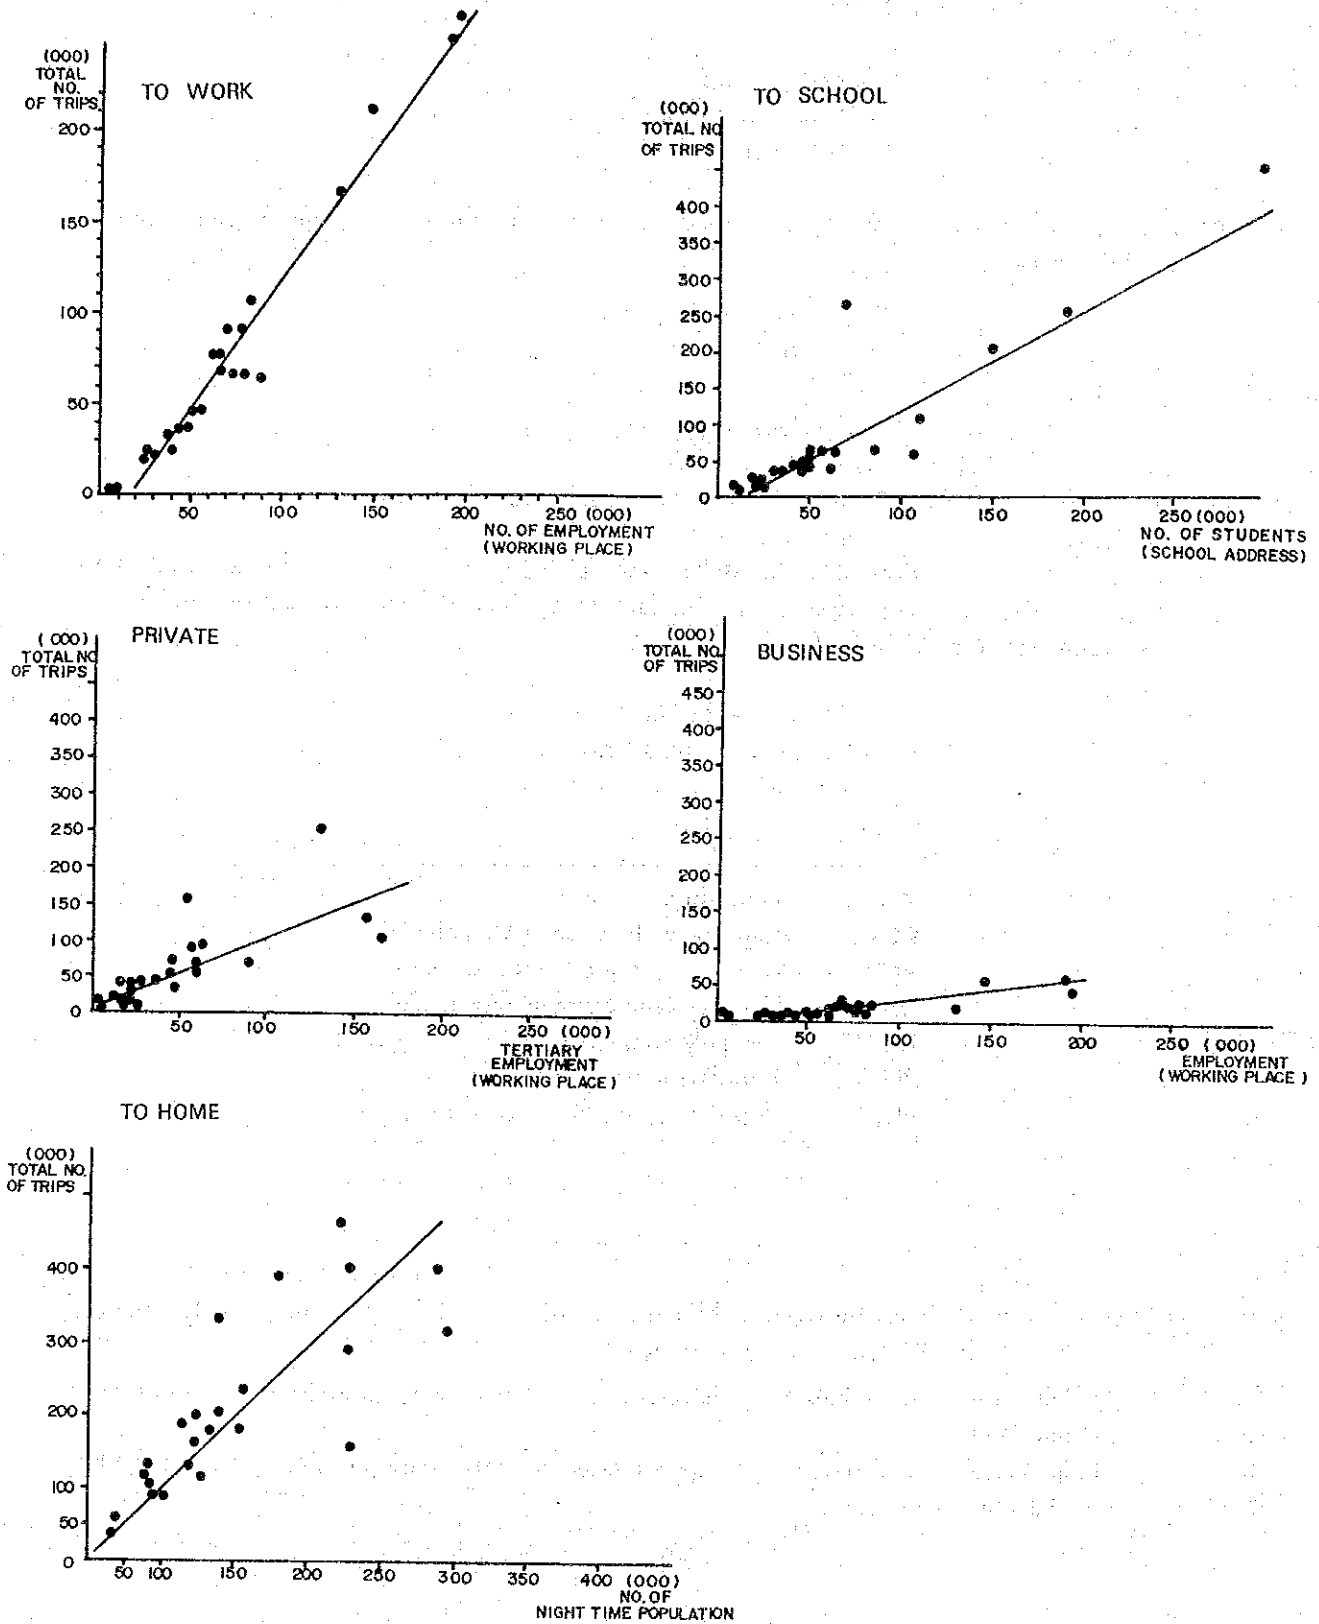 (000)
TOTAL
NO.
OF TRIPS
TO WORK
200
150
100
50
0
50 100 150 200 250 (000)
NO. OF EMPLOYMENT
(WORKING PLACE)
(000)
TOTAL NO
OF TRIPS
TO SCHOOL
400
350
300
250
200
150
100
50
0
50 100 150 200 250 (000)
NO. OF STUDENTS
(SCHOOL ADDRESS)
(000)
TOTAL NO
OF TRIPS
PRIVATE
400
350
300
250
200
150
100
50
0
50 100 150 200 250 (000)
TERTIARY
EMPLOYMENT
(WORKING PLACE)
(000)
TOTAL NO.
OF TRIPS
BUSINESS
450
400
350
300
250
200
150
100
50
0
50 100 150 200 250 (000)
EMPLOYMENT
(WORKING PLACE)
TO HOME
(000)
TOTAL NO.
OF TRIPS
400
300
200
100
50
0
50 100 150 200 250 300 350 400 (000)
NO. OF
NIGHT TIME POPULATION